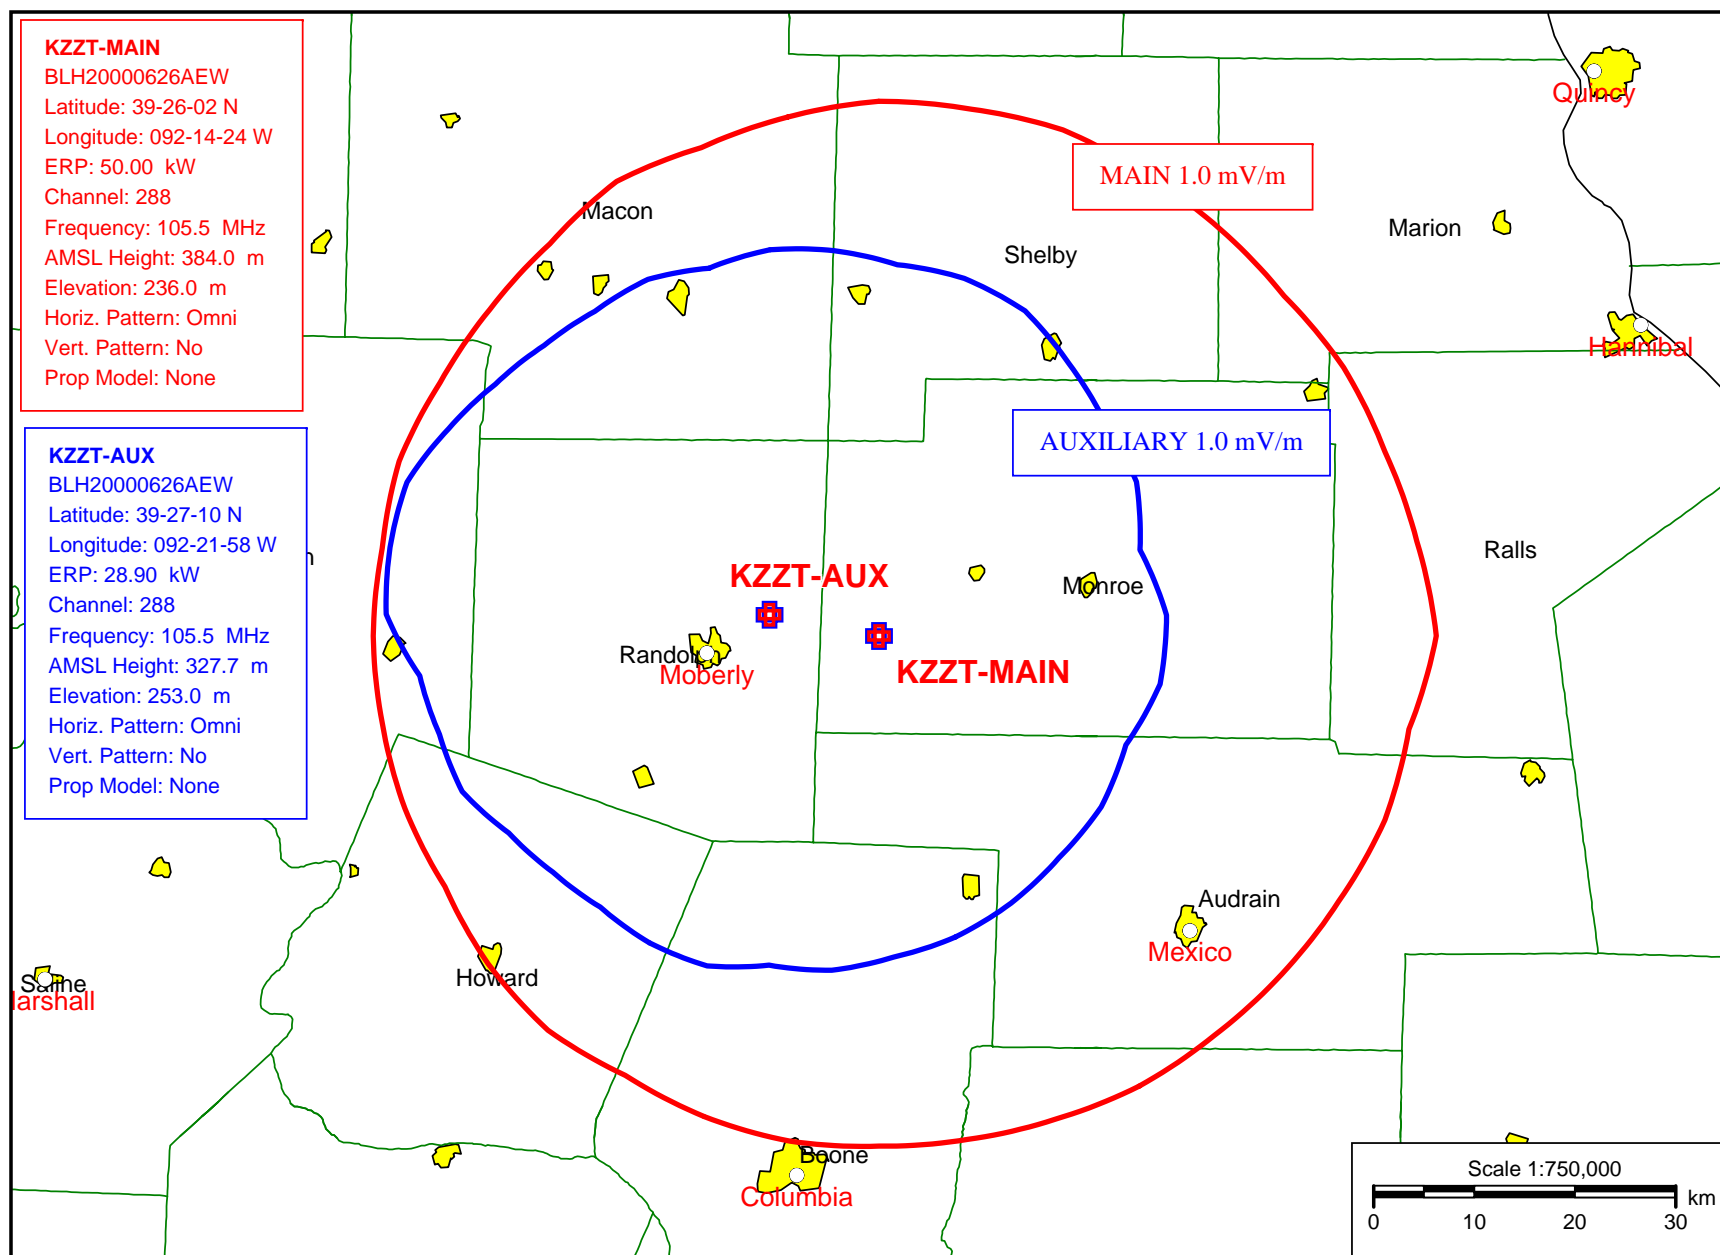 KZZT-MAIN
BLH20000626AEW
Latitude: 39-26-02 N
Longitude: 092-14-24 W
ERP: 50.00 kW
Channel: 288
Frequency: 105.5 MHz
AMSL Height: 384.0 m
Elevation: 236.0 m
Horiz. Pattern: Omni
Vert. Pattern: No
Prop Model: None
KZZT-AUX
BLH20000626AEW
Latitude: 39-27-10 N
Longitude: 092-21-58 W
ERP: 28.90 kW
Channel: 288
Frequency: 105.5 MHz
AMSL Height: 327.7 m
Elevation: 253.0 m
Horiz. Pattern: Omni
Vert. Pattern: No
Prop Model: None
Quincy
MAIN 1.0 mV/m
Macon
Marion
Shelby
Hannibal
AUXILIARY 1.0 mV/m
Ralls
KZZT-AUX
Monroe
Randolp
Moberly
KZZT-MAIN
Audrain
Mexico
Howard
Saline
arshall
Boone
Columbia
Scale 1:750,000
km
0 10 20 30